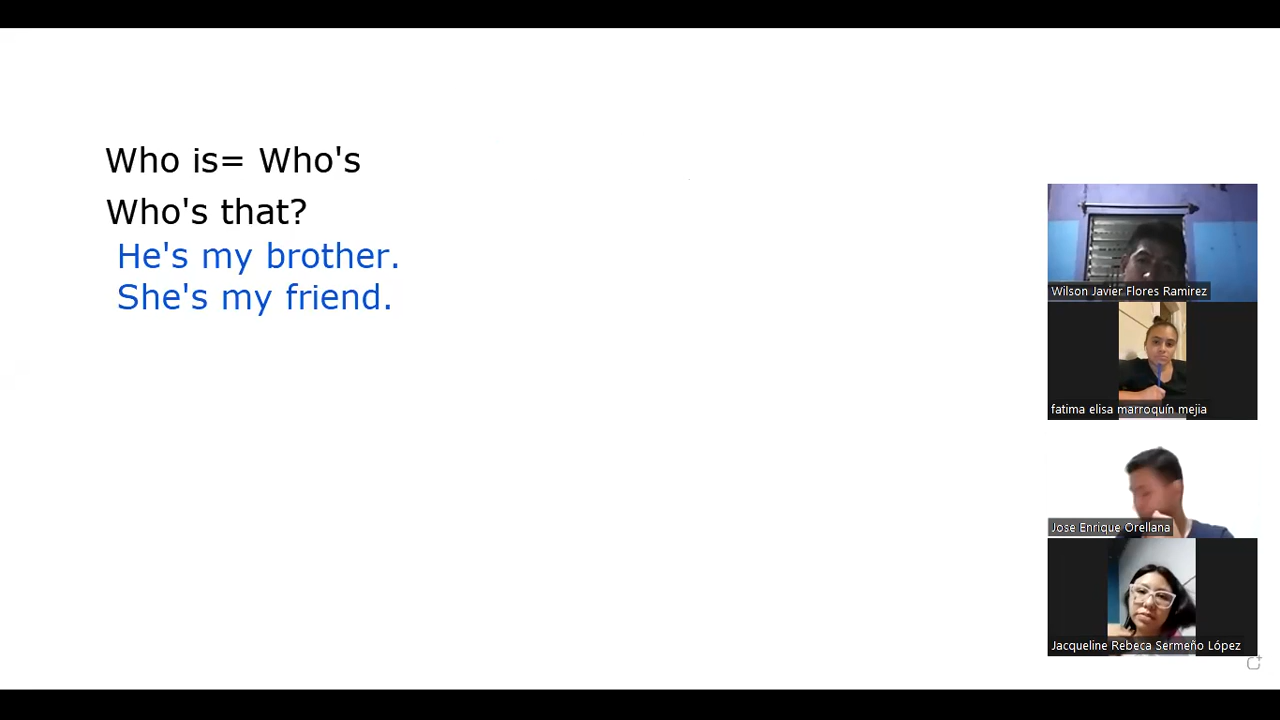 Who is= Who's
Who's that?
He's my brother.
She's my friend.
Wilson Javier Flores Ramirez
fatima elisa marroquín mejia
Jose Enrique Orellana
Jacqueline Rebeca Sermeño López